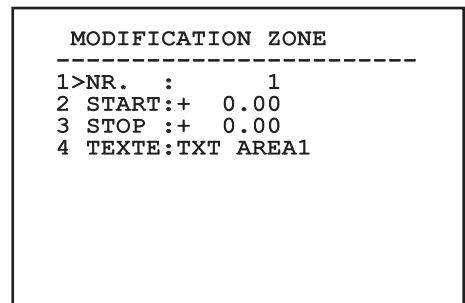 MODIFICATION ZONE
------------------------
1>NR.  :       1
2 START:+  0.00
3 STOP :+  0.00
4 TEXTE:TXT AREA1